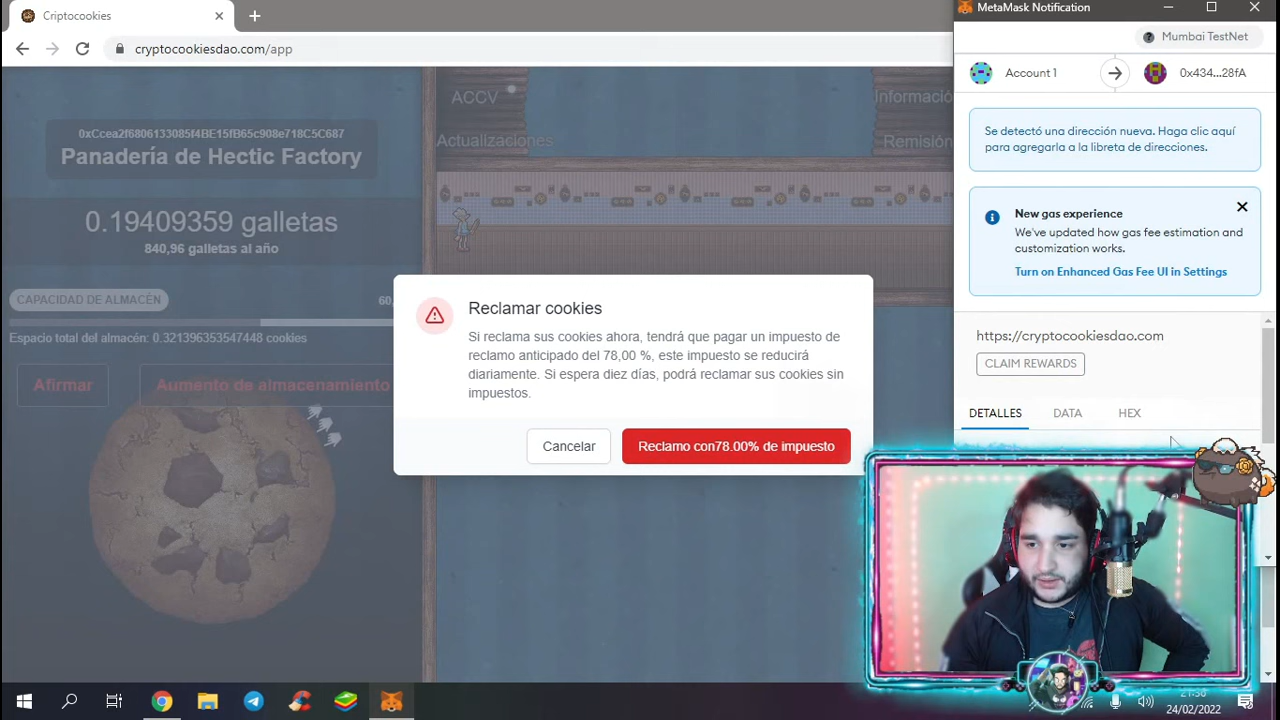 Criptocookies
cryptocookiesdao.com/app
0xCcea2f6806133085f4BE15fB65c908e718C5C687
Panadería de Hectic Factory
0.19409359 galletas
840,96 galletas al año
CAPACIDAD DE ALMACÉN
60,
Espacio total del almacén: 0.321396353547448 cookies
Afirmar
Aumento de almacenamiento
ACCV
Informació
Actualizaciones
Remisión
Reclamar cookies
Si reclama sus cookies ahora, tendrá que pagar un impuesto de
reclamo anticipado del 78,00 %, este impuesto se reducirá
diariamente. Si espera diez días, podrá reclamar sus cookies sin
impuestos.
Cancelar
Reclamo con78.00% de impuesto
MetaMask Notification
Mumbai TestNet
Account 1
0x434...28fA
Se detectó una dirección nueva. Haga clic aquí
para agregarla a la libreta de direcciones.
New gas experience
We've updated how gas fee estimation and
customization works.
Turn on Enhanced Gas Fee UI in Settings
https://cryptocookiesdao.com
CLAIM REWARDS
DETALLES
DATA
HEX
24/02/2022